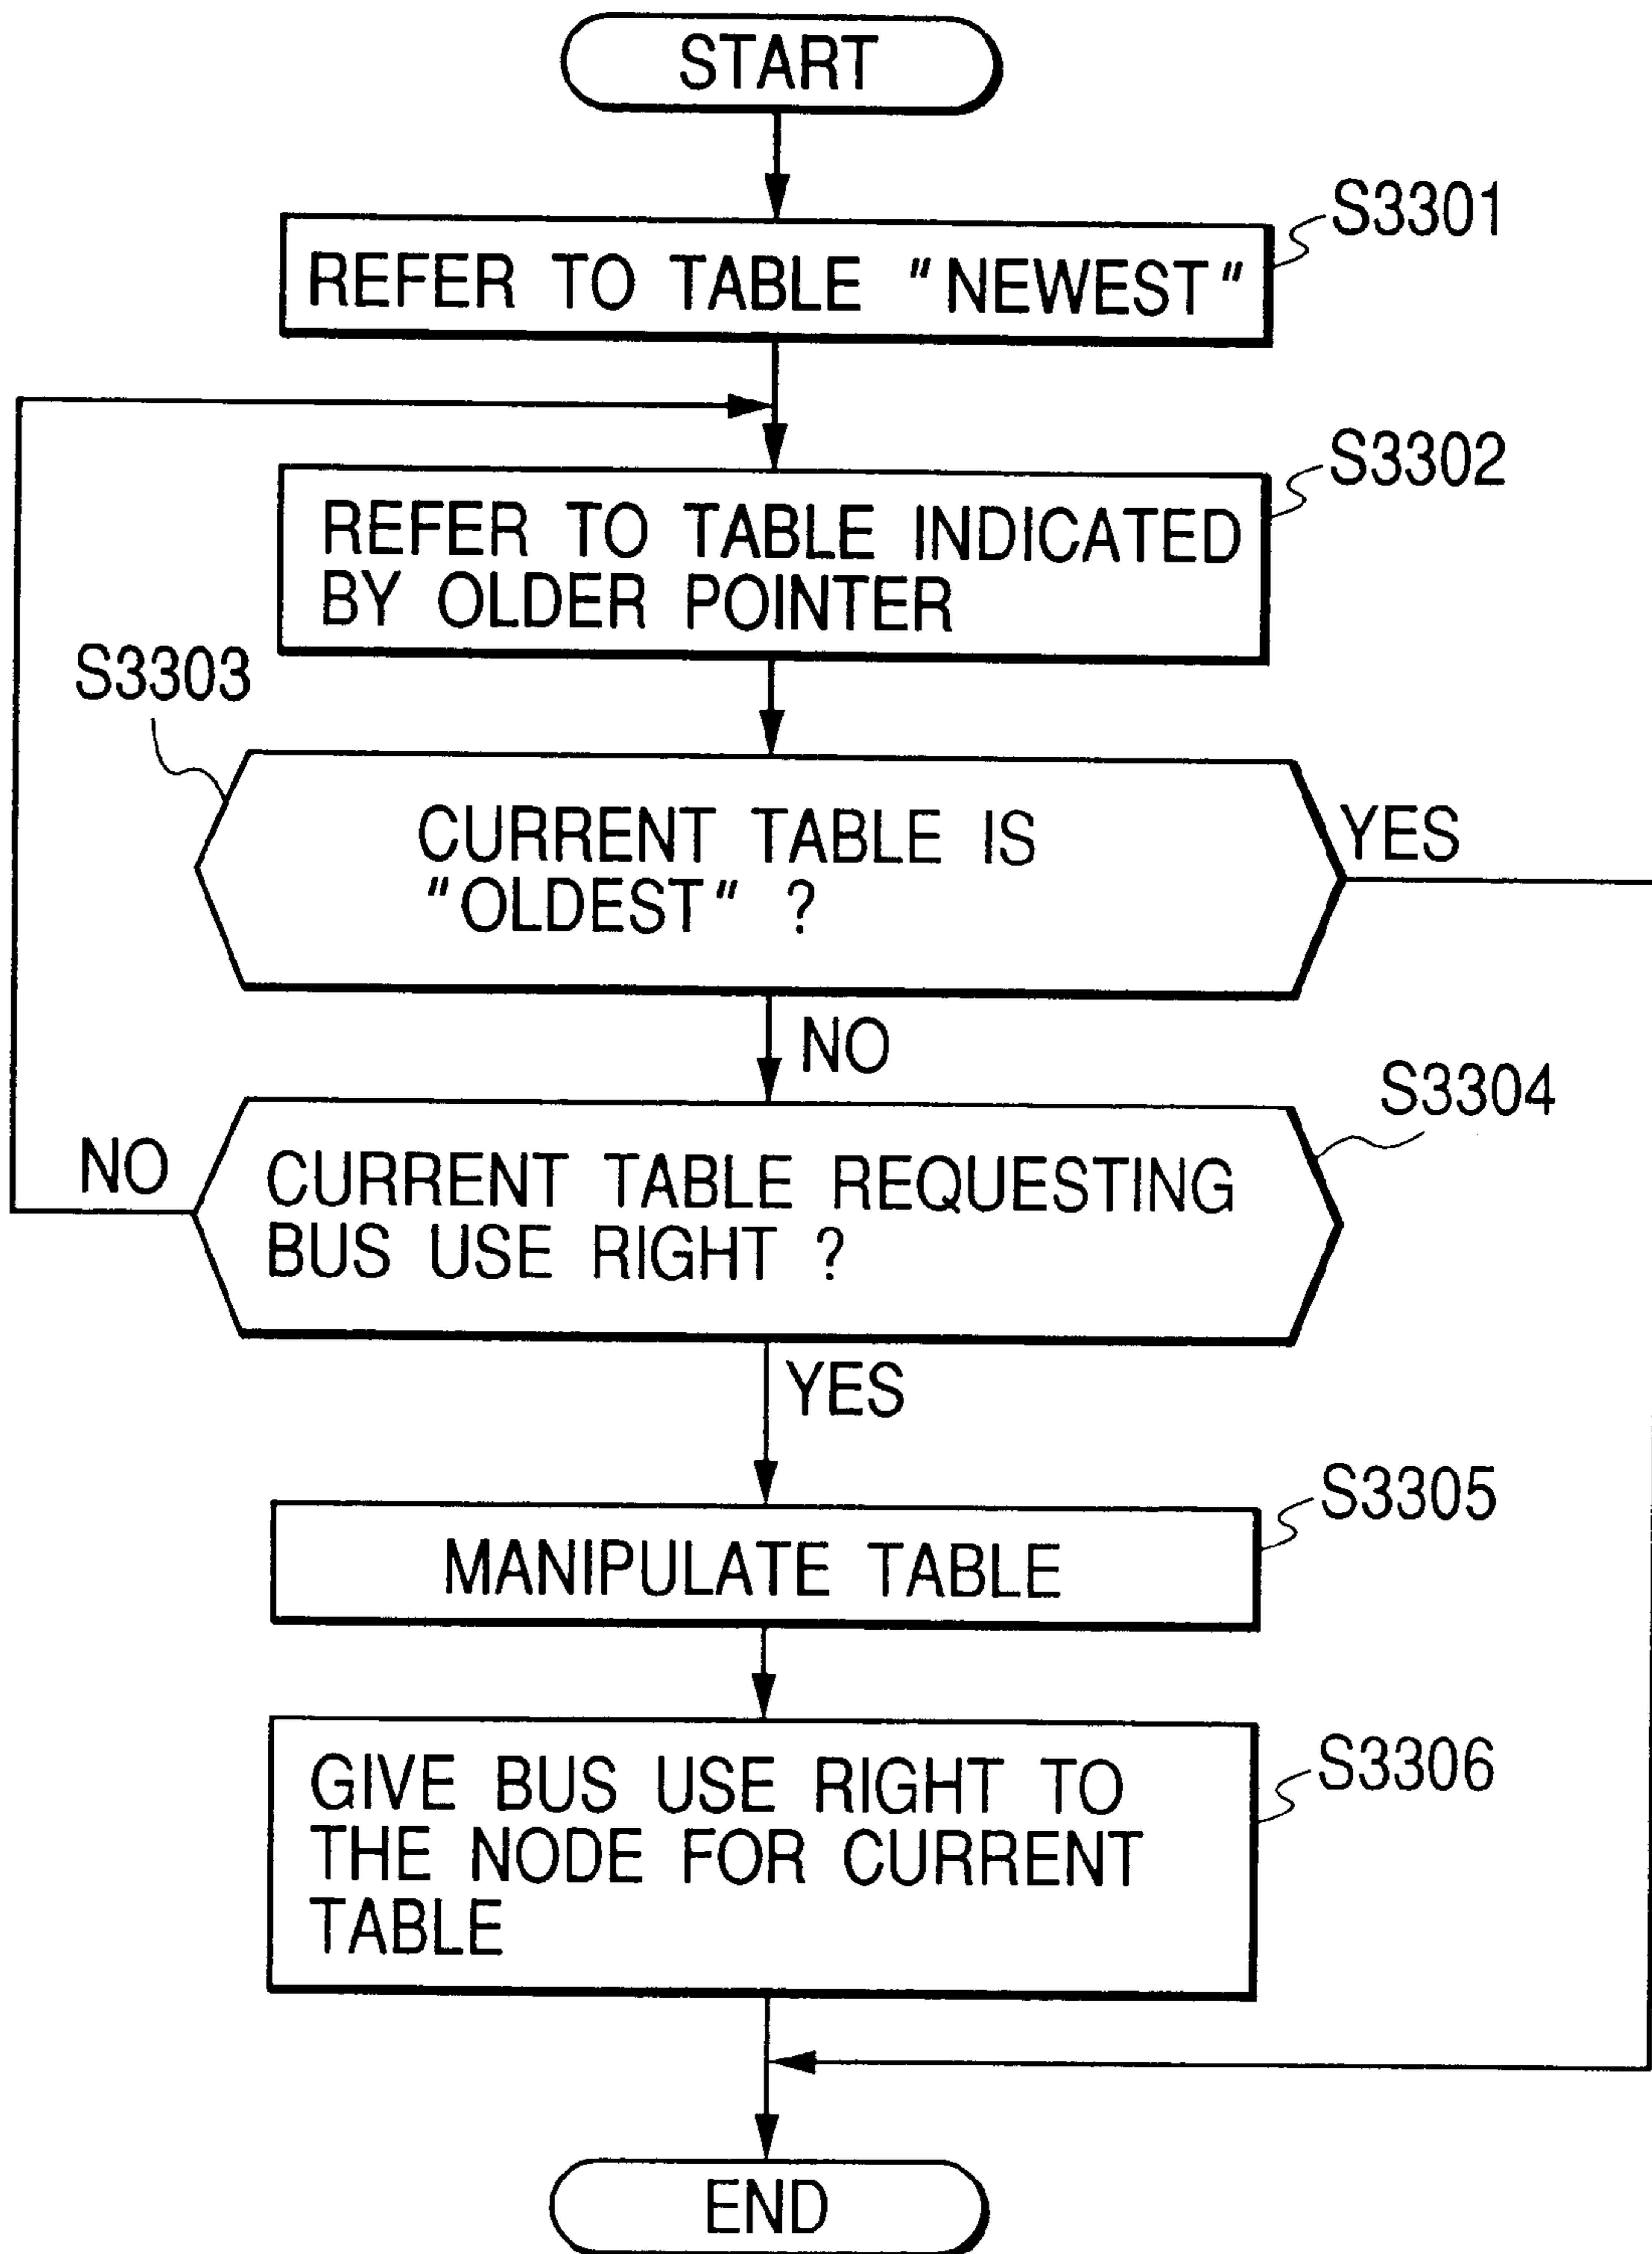 START
S3301
REFER TO TABLE "NEWEST"
S3302
REFER TO TABLE INDICATED
BY OLDER POINTER
S3303
CURRENT TABLE IS
"OLDEST" ?
YES
NO
S3304
NO
CURRENT TABLE REQUESTING
BUS USE RIGHT ?
YES
S3305
MANIPULATE TABLE
S3306
GIVE BUS USE RIGHT TO
THE NODE FOR CURRENT
TABLE
END